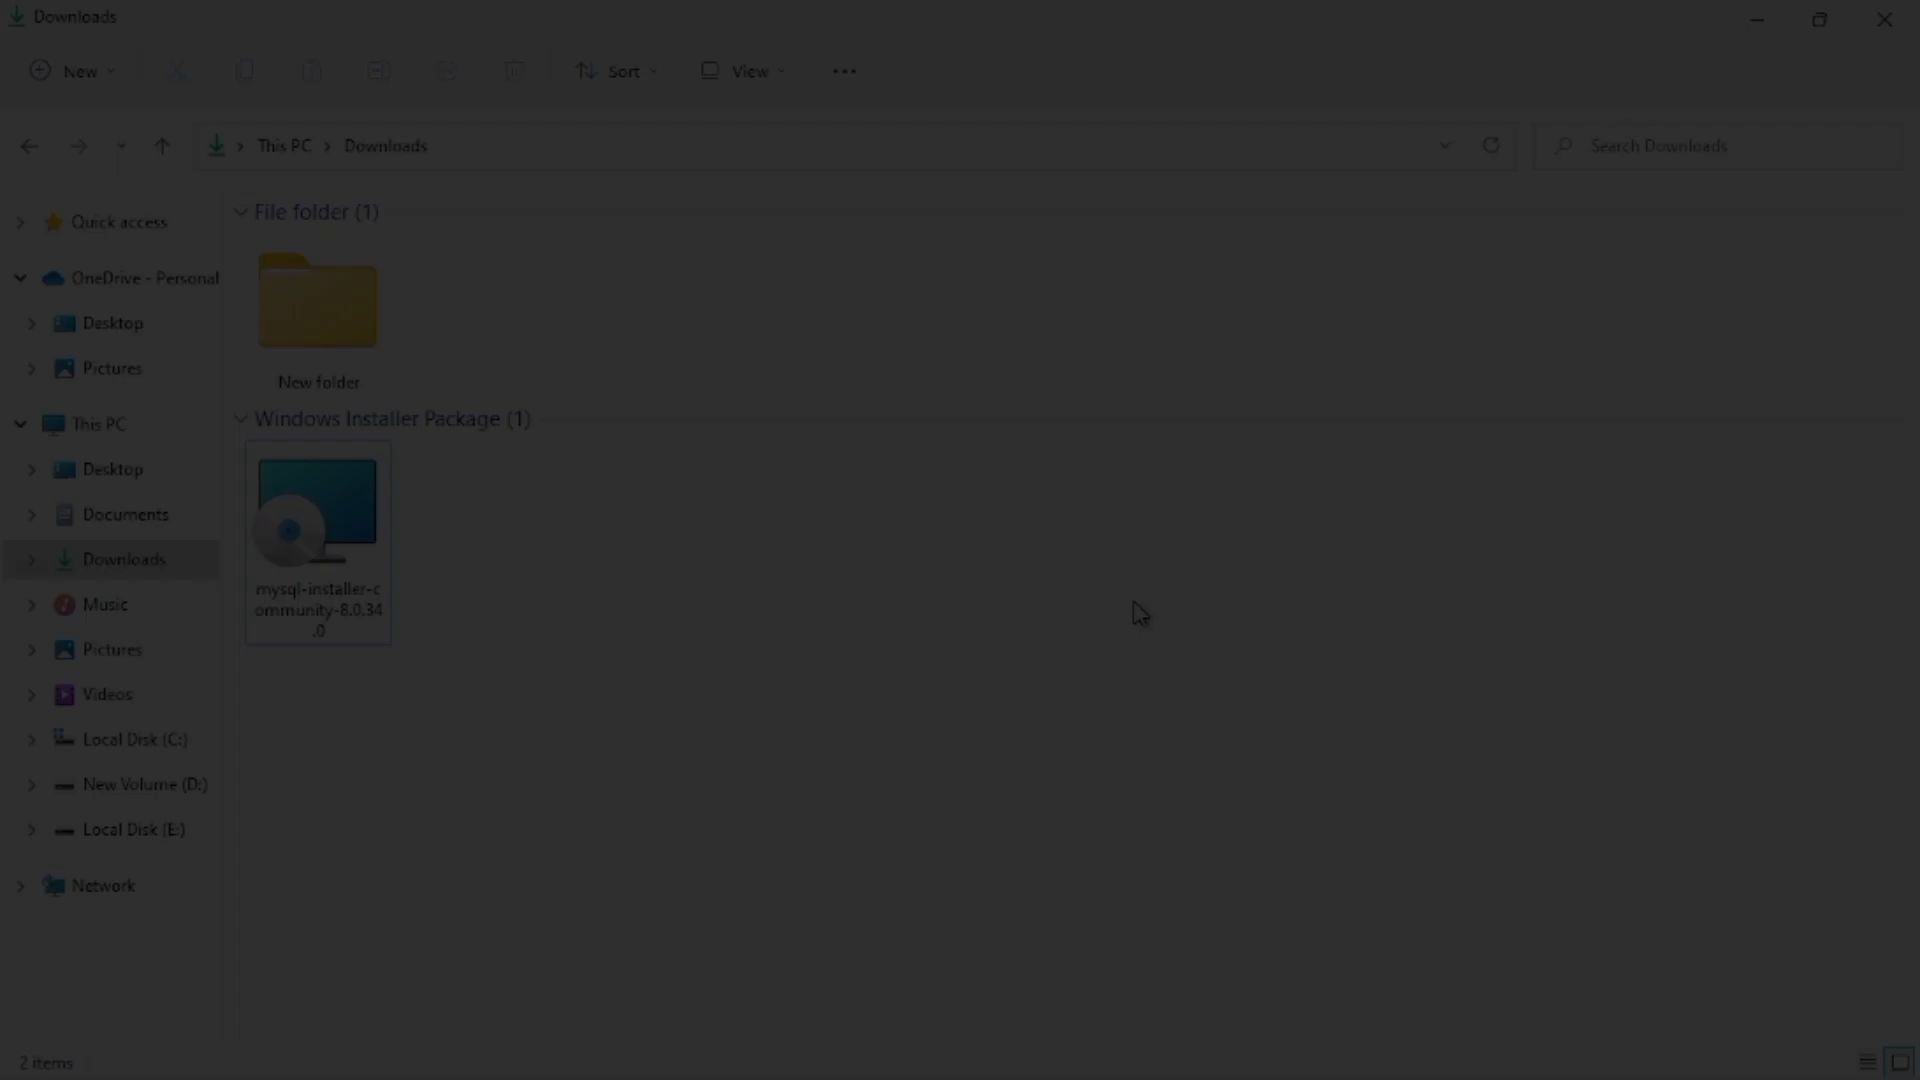 Downloads
New
Sort
View
This PC
Downloads
Search Downloads
Quick access
OneDrive - Personal
Desktop
Pictures
This PC
Desktop
Documents
Downloads
Music
Pictures
Videos
Local Disk (C:)
New Volume (D:)
Local Disk (E:)
Network
File folder (1)
New folder
Windows Installer Package (1)
mysql-installer-c
ommunity-8.0.34
.0
2 items